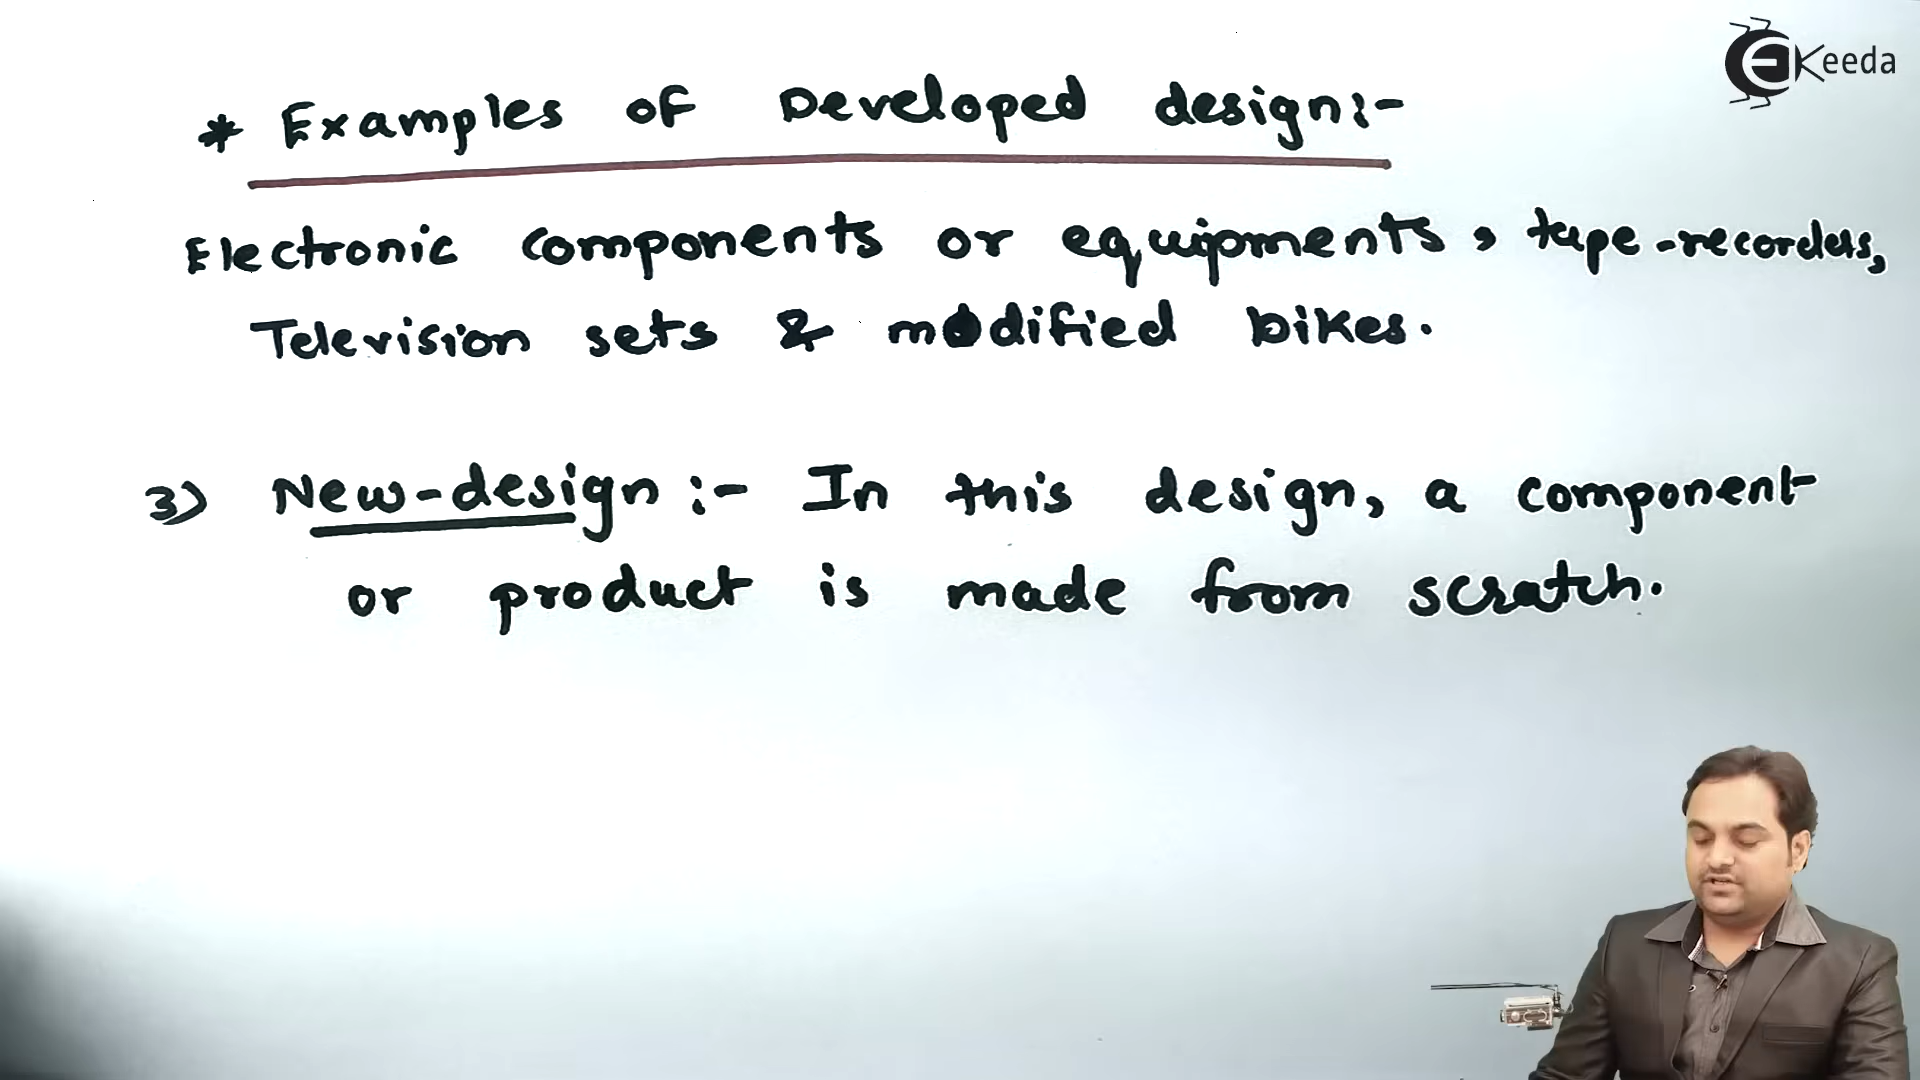 EKeeda
* Examples of Developed design:-
Electronic components or equipments, tape-recorders,
Television sets & modified bikes.
3) New-design :- In this design, a component
or product is made from scratch.